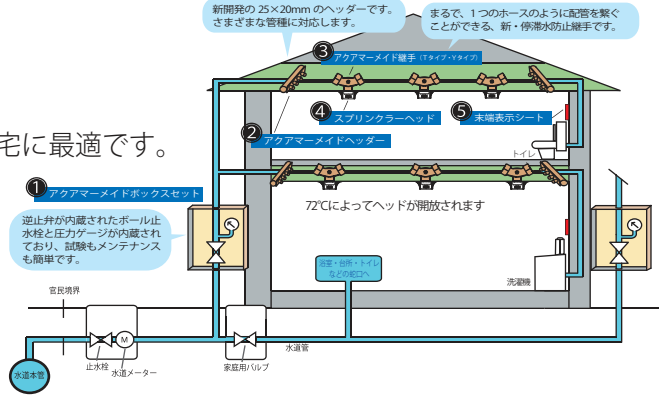 新開発の 25×20mm のヘッダーです。
さまざまな管種に対応します。
まるで、1つのホースのように配管を繋ぐ
ことができる、新・停滞水防止継手です。
③ アクアマーメイド継手（Tタイプ・Yタイプ）
④ スプリンクラーヘッド
⑤ 末端表示シート
② アクアマーメイドヘッダー
トイレ
宅に最適です。
① アクアマーメイドボックスセット
逆止弁が内蔵されたボール止
水栓と圧力ゲージが内蔵され
ており、試験もメンテナンス
も簡単です。
72℃によってヘッドが開放されます
浴室・台所・トイレ
などの蛇口へ
洗濯機
官民境界
M
水道管
止水栓
水道メーター
家庭用バルブ
水道本管